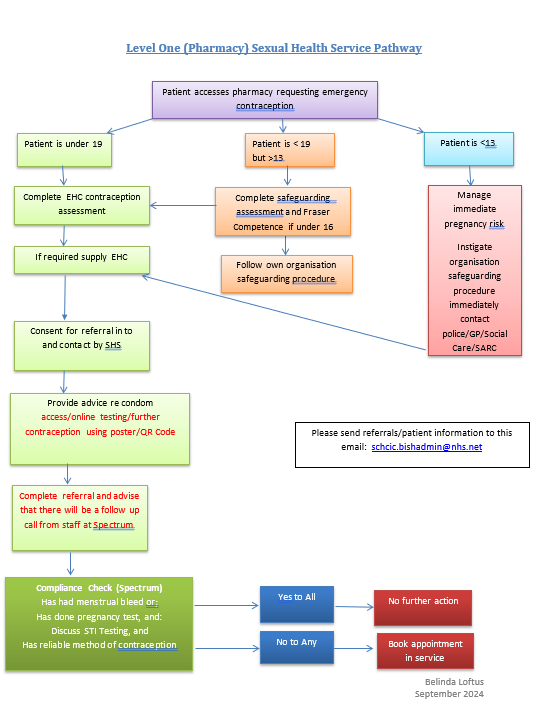 Level One (Pharmacy) Sexual Health Service Pathway
Patient accesses pharmacy requesting emergency
contraception
Patient is under 19
Patient is < 19
but >13
Patient is <13
Complete EHC contraception
assessment
Complete safeguarding
assessment and Fraser
Competence if under 16
Manage
immediate
pregnancy risk
Instigate
organisation
safeguarding
procedure
immediately
contact
police/GP/Social
Care/SARC
If required supply EHC
Follow own organisation
safeguarding procedure
Consent for referral in to
and contact by SHS
Provide advice re condom
access/online testing/further
contraception using poster/QR Code
Please send referrals/patient information to this
email: schcic.bishadmin@nhs.net
Complete referral and advise
that there will be a follow up
call from staff at Spectrum
Compliance Check (Spectrum)
Has had menstrual bleed or:
Has done pregnancy test, and:
Discuss STI Testing, and
Has reliable method of contraception
Yes to All
No further action
No to Any
Book appointment
in service
Belinda Loftus
September 2024